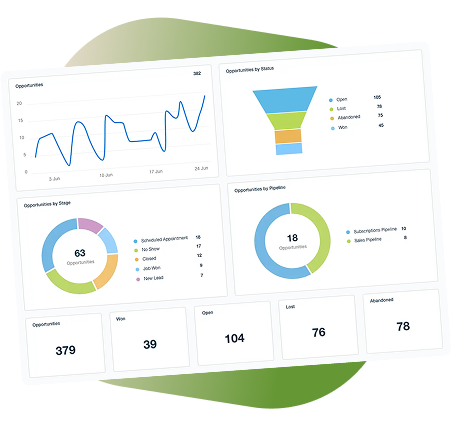 Opportunities 302
20
15
10
5
0
3 Jun 10 Jun 17 Jun 24 Jun
Opportunities by Status
Open 105
Lost 78
Abandoned 75
Won 45
Opportunities by Stage
63
Opportunities
Scheduled Appointment 18
No Show 17
Closed 12
Job Won 9
New Lead 7
Opportunities by Pipeline
18
Opportunities
Subscriptions Pipeline 10
Sales Pipeline 8
Opportunities
379
Won
39
Open
104
Lost
76
Abandoned
78